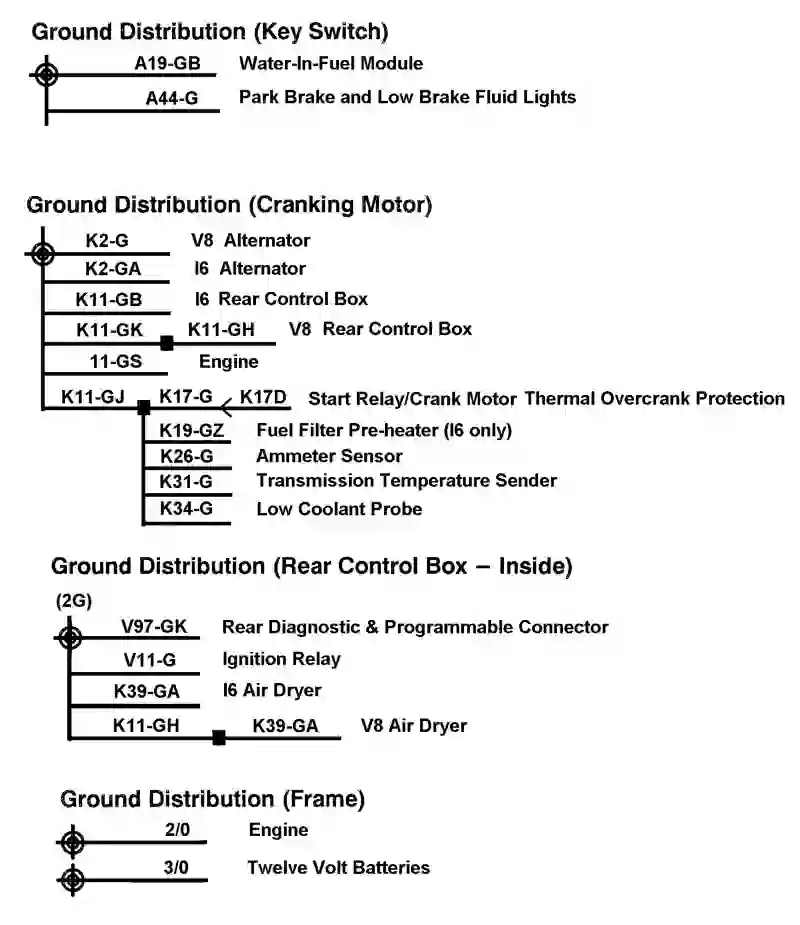 Ground Distribution (Key Switch)
A19-GB Water-In-Fuel Module
A44-G Park Brake and Low Brake Fluid Lights
Ground Distribution (Cranking Motor)
K2-G V8 Alternator
K2-GA I6 Alternator
K11-GB I6 Rear Control Box
K11-GK K11-GH V8 Rear Control Box
11-GS Engine
K11-GJ K17-G K17D Start Relay/Crank Motor Thermal Overcrank Protection
K19-GZ Fuel Filter Pre-heater (I6 only)
K26-G Ammeter Sensor
K31-G Transmission Temperature Sender
K34-G Low Coolant Probe
Ground Distribution (Rear Control Box – Inside)
(2G)
V97-GK Rear Diagnostic & Programmable Connector
V11-G Ignition Relay
K39-GA I6 Air Dryer
K11-GH K39-GA V8 Air Dryer
Ground Distribution (Frame)
2/0 Engine
3/0 Twelve Volt Batteries